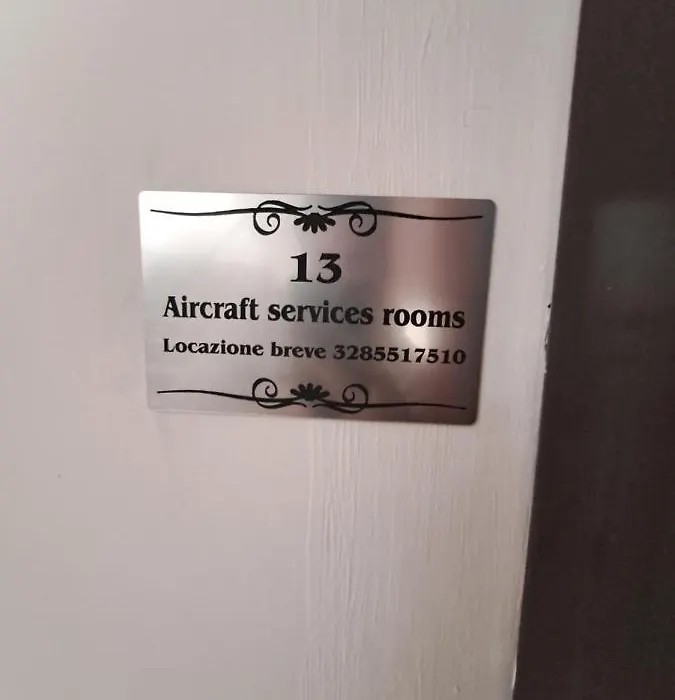 13
Aircraft services rooms
Locazione breve 3285517510